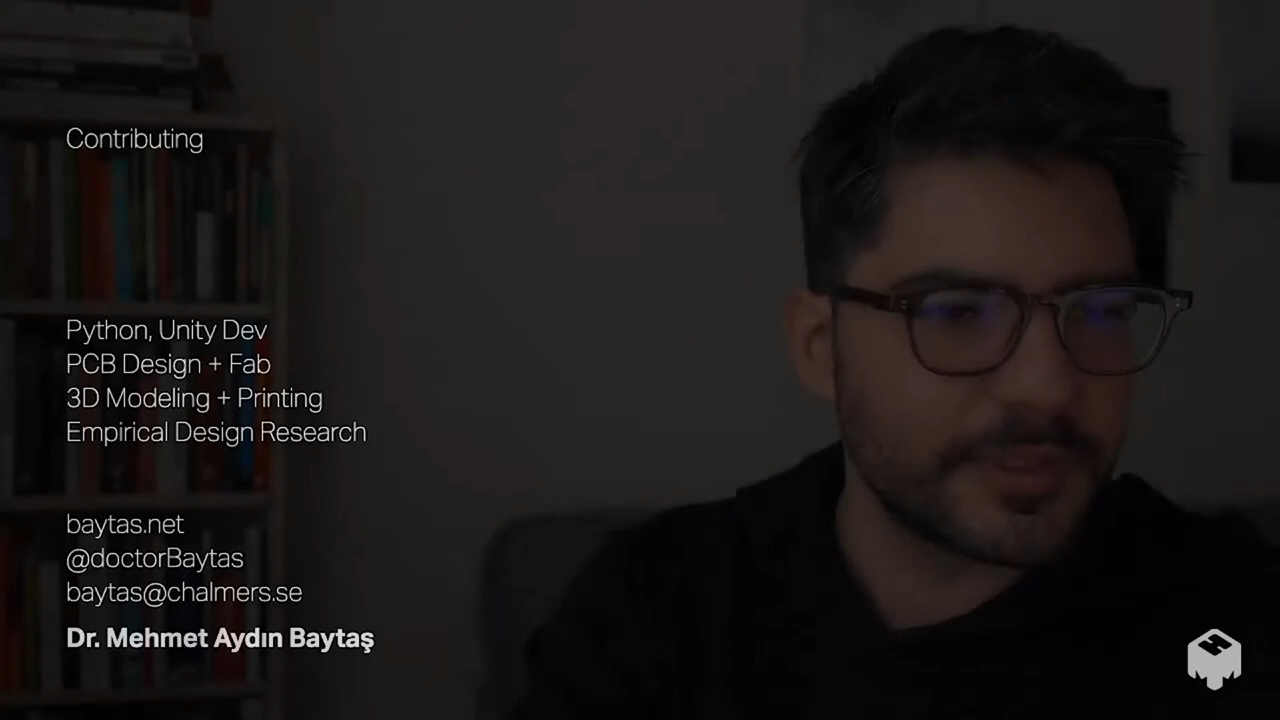 Contributing
Python, Unity Dev
PCB Design + Fab
3D Modeling + Printing
Empirical Design Research
baytas.net
@doctorBaytas
baytas@chalmers.se
Dr. Mehmet Aydın Baytaş